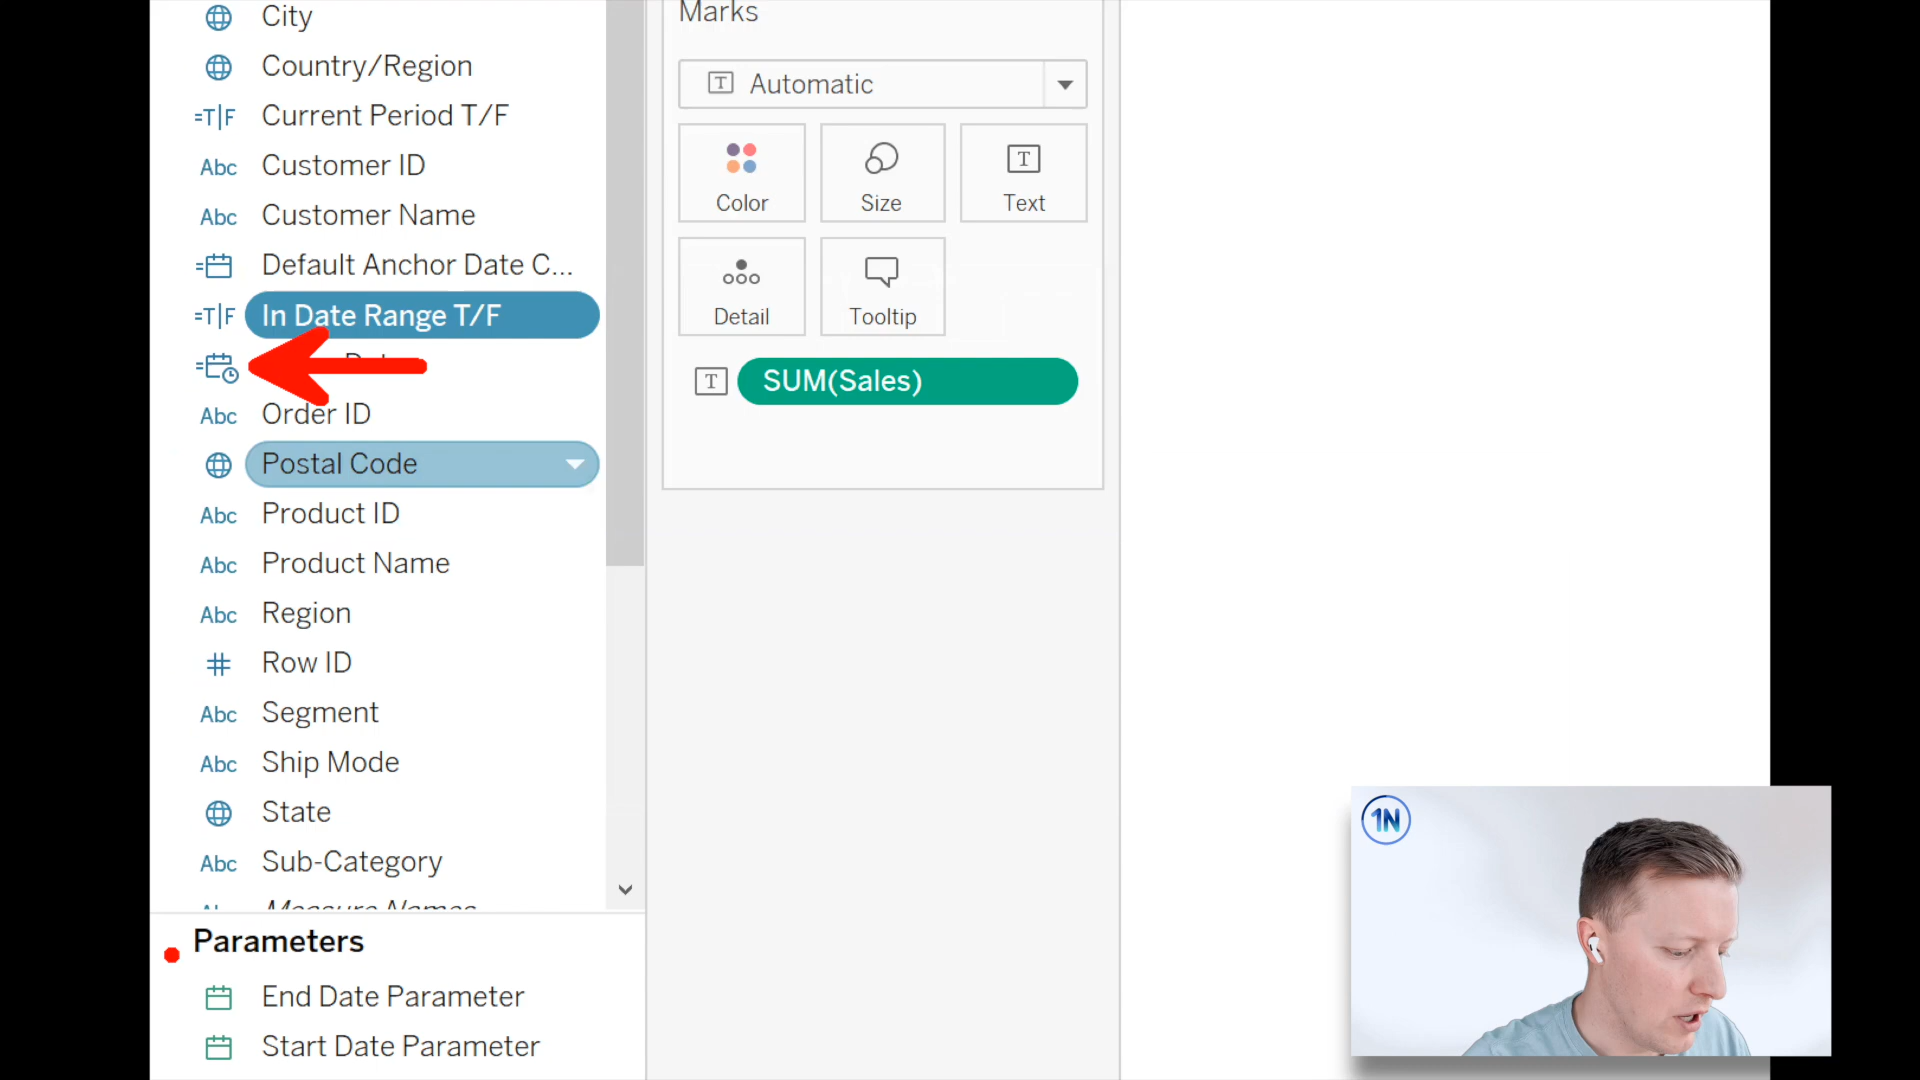 City
Country/Region
=T|F Current Period T/F
Abc Customer ID
Abc Customer Name
Default Anchor Date C...
=T|F In Date Range T/F
Abc Order ID
Postal Code
Abc Product ID
Abc Product Name
Abc Region
# Row ID
Abc Segment
Abc Ship Mode
State
Abc Sub-Category
Measure Names
Parameters
End Date Parameter
Start Date Parameter
Marks
T Automatic
Color
Size
T
Text
Detail
Tooltip
T SUM(Sales)
1N